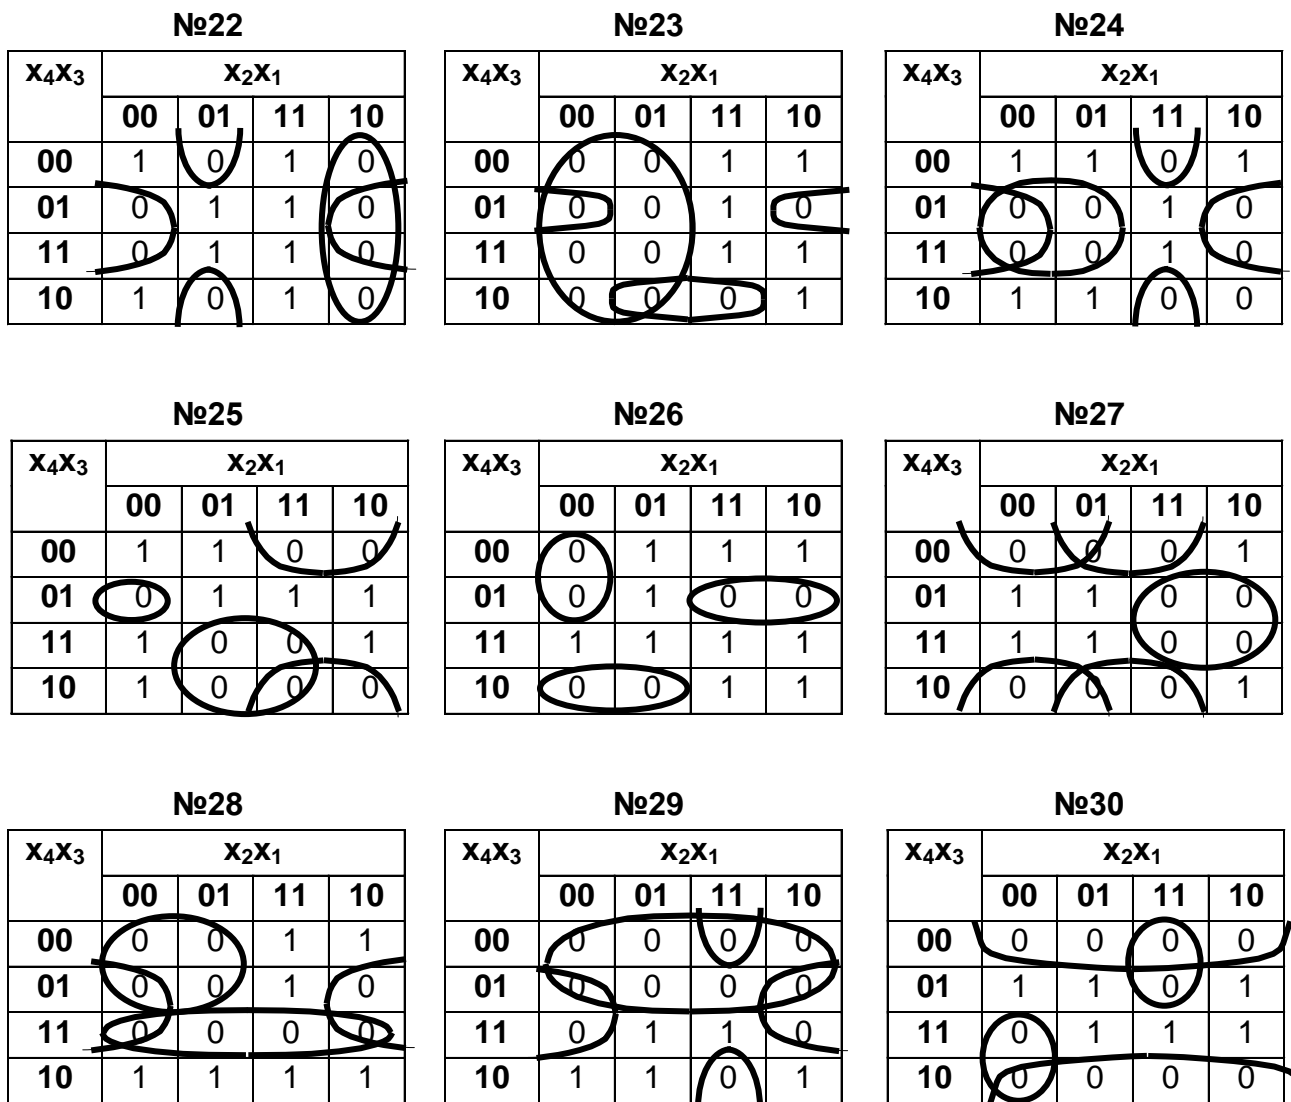 №22 №23 №24
x₄x₃ x₂x₁ x₄x₃ x₂x₁ x₄x₃ x₂x₁
00 01 11 10 00 01 11 10 00 01 11 10
00 1 0 1 0 00 0 0 1 1 00 1 1 0 1
01 0 1 1 0 01 0 0 1 0 01 0 0 1 0
11 0 1 1 0 11 0 0 1 1 11 0 0 1 0
10 1 0 1 0 10 0 0 0 1 10 1 1 0 0
№25 №26 №27
x₄x₃ x₂x₁ x₄x₃ x₂x₁ x₄x₃ x₂x₁
00 01 11 10 00 01 11 10 00 01 11 10
00 1 1 0 0 00 0 1 1 1 00 0 0 0 1
01 0 1 1 1 01 0 1 0 0 01 1 1 0 0
11 1 0 0 1 11 1 1 1 1 11 1 1 0 0
10 1 0 0 0 10 0 0 1 1 10 0 0 0 1
№28 №29 №30
x₄x₃ x₂x₁ x₄x₃ x₂x₁ x₄x₃ x₂x₁
00 01 11 10 00 01 11 10 00 01 11 10
00 0 0 1 1 00 0 0 0 0 00 0 0 0 0
01 0 0 1 0 01 0 0 0 0 01 1 1 0 1
11 0 0 0 0 11 0 1 1 0 11 0 1 1 1
10 1 1 1 1 10 1 1 0 1 10 0 0 0 0